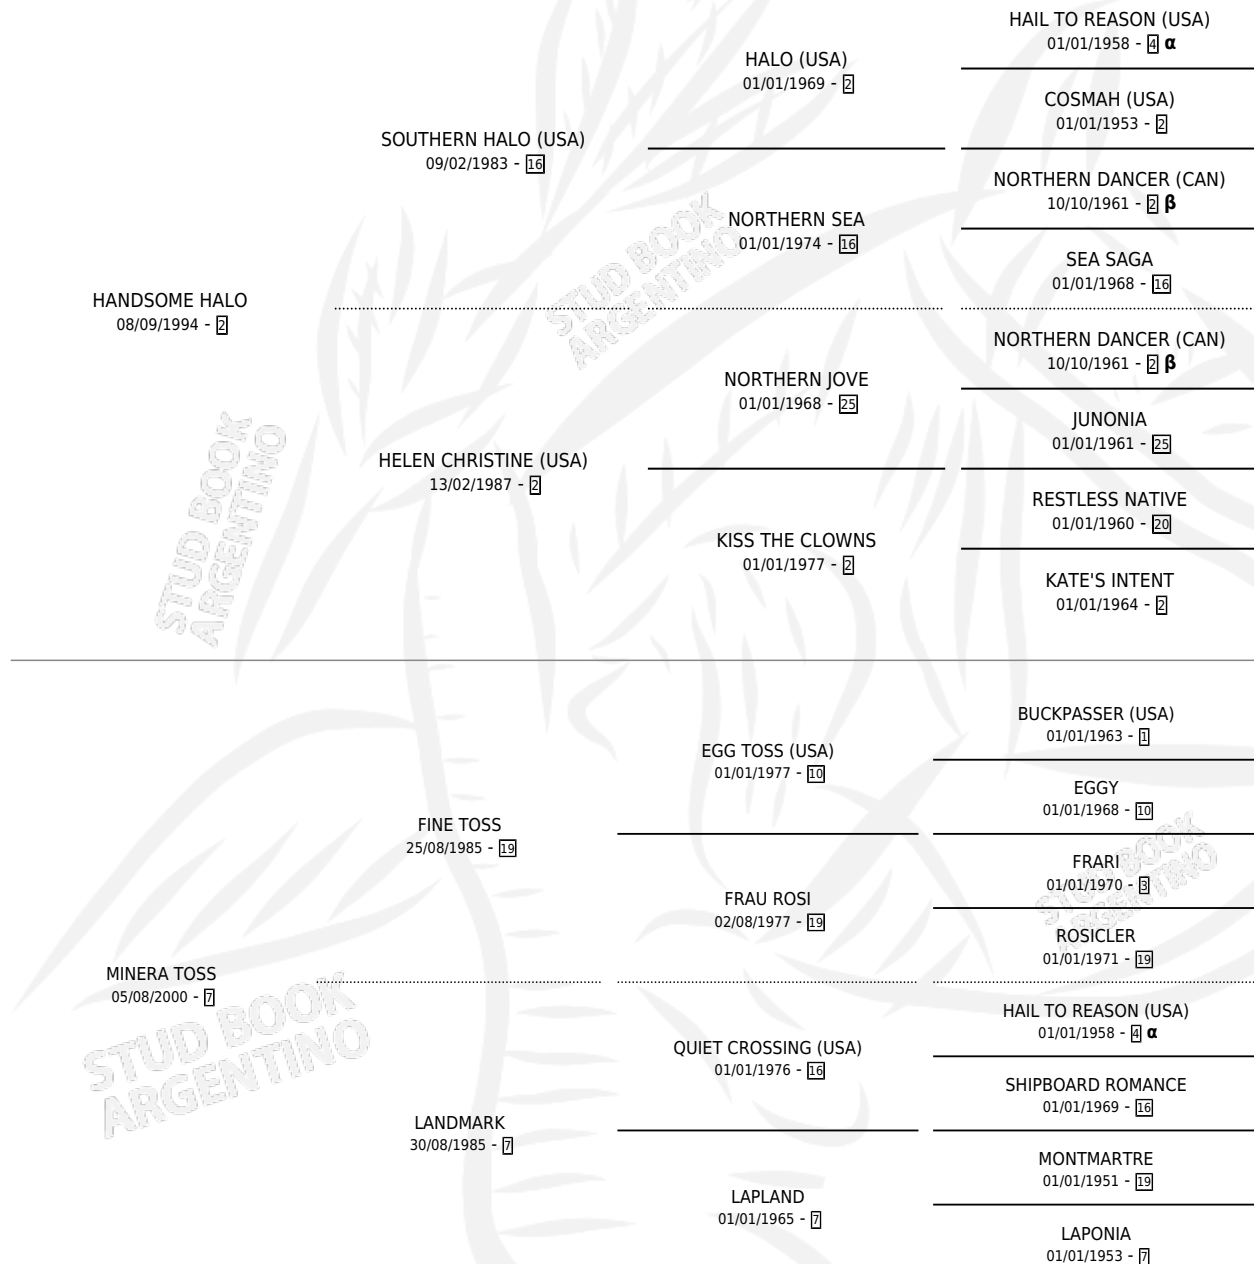 HAIL TO REASON (USA)
01/01/1958 - 4 α
HALO (USA)
01/01/1969 - 2
COSMAH (USA)
01/01/1953 - 2
SOUTHERN HALO (USA)
09/02/1983 - 16
NORTHERN DANCER (CAN)
10/10/1961 - 2 β
NORTHERN SEA
01/01/1974 - 16
SEA SAGA
01/01/1968 - 16
HANDSOME HALO
08/09/1994 - 2
NORTHERN DANCER (CAN)
10/10/1961 - 2 β
NORTHERN JOVE
01/01/1968 - 25
JUNONIA
01/01/1961 - 25
HELEN CHRISTINE (USA)
13/02/1987 - 2
RESTLESS NATIVE
01/01/1960 - 20
KISS THE CLOWNS
01/01/1977 - 2
KATE'S INTENT
01/01/1964 - 2
BUCKPASSER (USA)
01/01/1963 - 1
EGG TOSS (USA)
01/01/1977 - 10
EGGY
01/01/1968 - 10
FINE TOSS
25/08/1985 - 19
FRARI
01/01/1970 - 3
FRAU ROSI
02/08/1977 - 19
ROSICLER
01/01/1971 - 19
MINERA TOSS
05/08/2000 - 7
HAIL TO REASON (USA)
01/01/1958 - 4 α
QUIET CROSSING (USA)
01/01/1976 - 16
SHIPBOARD ROMANCE
01/01/1969 - 16
LANDMARK
30/08/1985 - 7
MONTMARTRE
01/01/1951 - 19
LAPLAND
01/01/1965 - 7
LAPONIA
01/01/1953 - 7
STUD BOOK
ARGENTINO
STUD BOOK
ARGENTINO
STUD BOOK
ARGENTINO
STUD BOOK
ARGENTINO